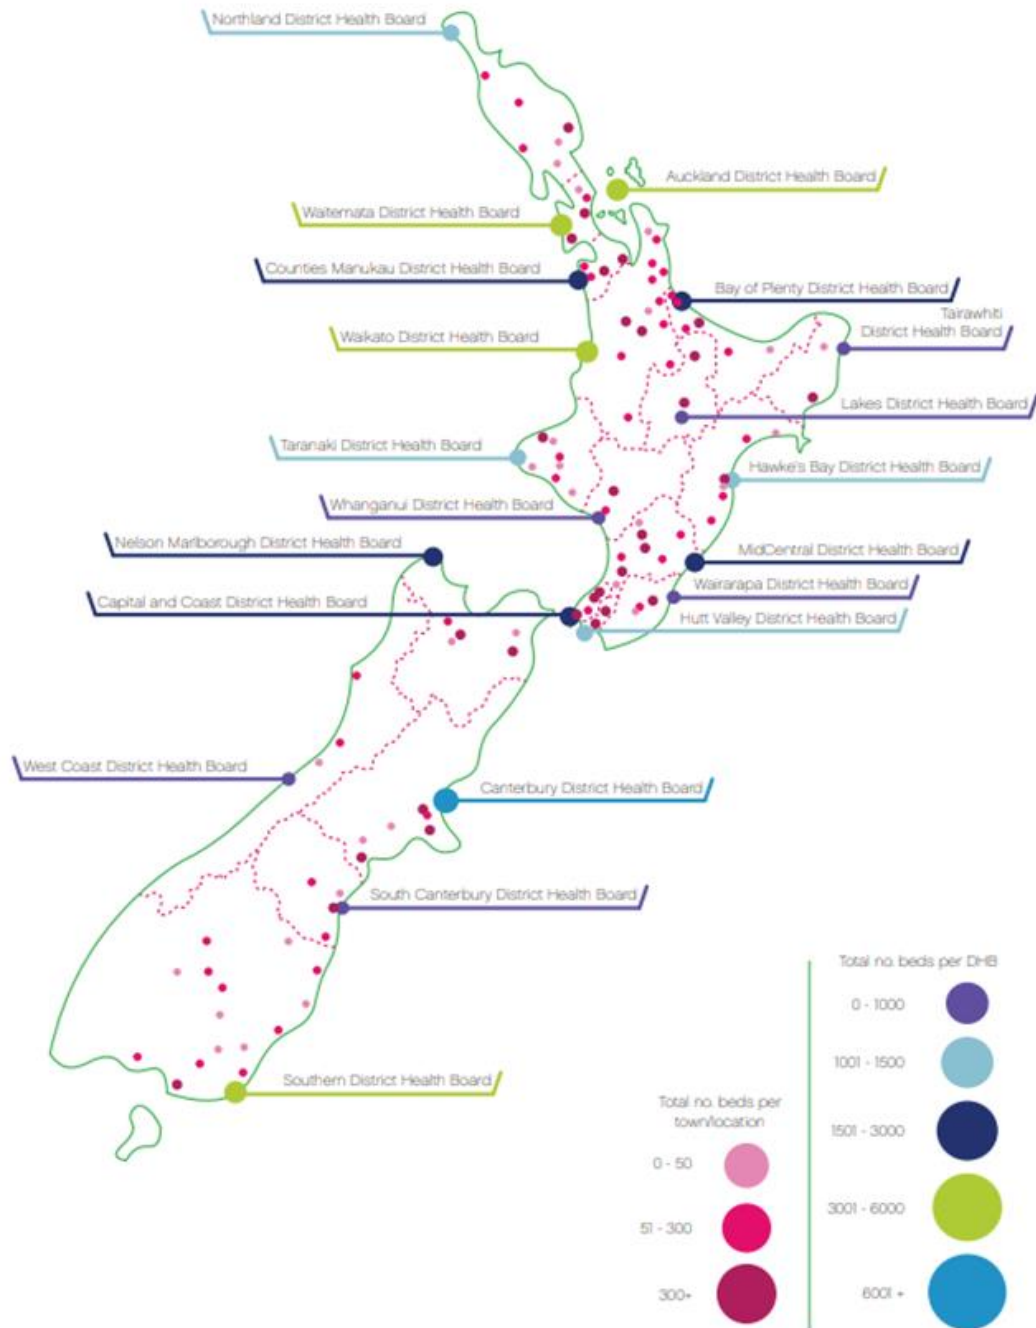 Northland District Health Board
Auckland District Health Board
Waitemata District Health Board
Counties Manukau District Health Board
Bay of Plenty District Health Board
Tairawhiti
District Health Board
Waikato District Health Board
Lakes District Health Board
Taranaki District Health Board
Hawke's Bay District Health Board
Whanganui District Health Board
Nelson Marlborough District Health Board
MidCentral District Health Board
Wairarapa District Health Board
Capital and Coast District Health Board
Hutt Valley District Health Board
West Coast District Health Board
Canterbury District Health Board
South Canterbury District Health Board
Southern District Health Board
Total no. beds per
town/location
0 - 50
51 - 300
300+
Total no. beds per DHB
0 - 1000
1001 - 1500
1501 - 3000
3001 - 6000
6001 +